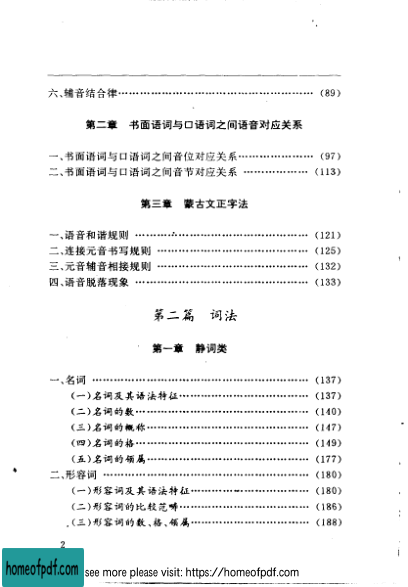 六、辅音结合律……………………………………(89)
第二章 书面语词与口语词之间语音对应关系
一、书面语词与口语词之间音位对应关系………………(97)
二、书面语词与口语词之间音节对应关系………………(113)
第三章 蒙古文正字法
一、语音和谐规则……………………………………(121)
二、连接元音书写规则………………………………(125)
三、元音辅音相接规则………………………………(132)
四、语音脱落现象……………………………………(133)
第二篇 词法
第一章 静词类
一、名词………………………………………………(137)
(一)名词及其语法特征………………………………(137)
(二)名词的数…………………………………………(140)
(三)名词的概称………………………………………(147)
(四)名词的格…………………………………………(149)
(五)名词的领属………………………………………(177)
二、形容词……………………………………………(180)
(一)形容词及其语法特征……………………………(180)
(二)形容词的比较范畴………………………………(186)
(三)形容词的数、格、领属…………………………(188)
2
homeofpdf.com
see more please visit: https://homeofpdf.com